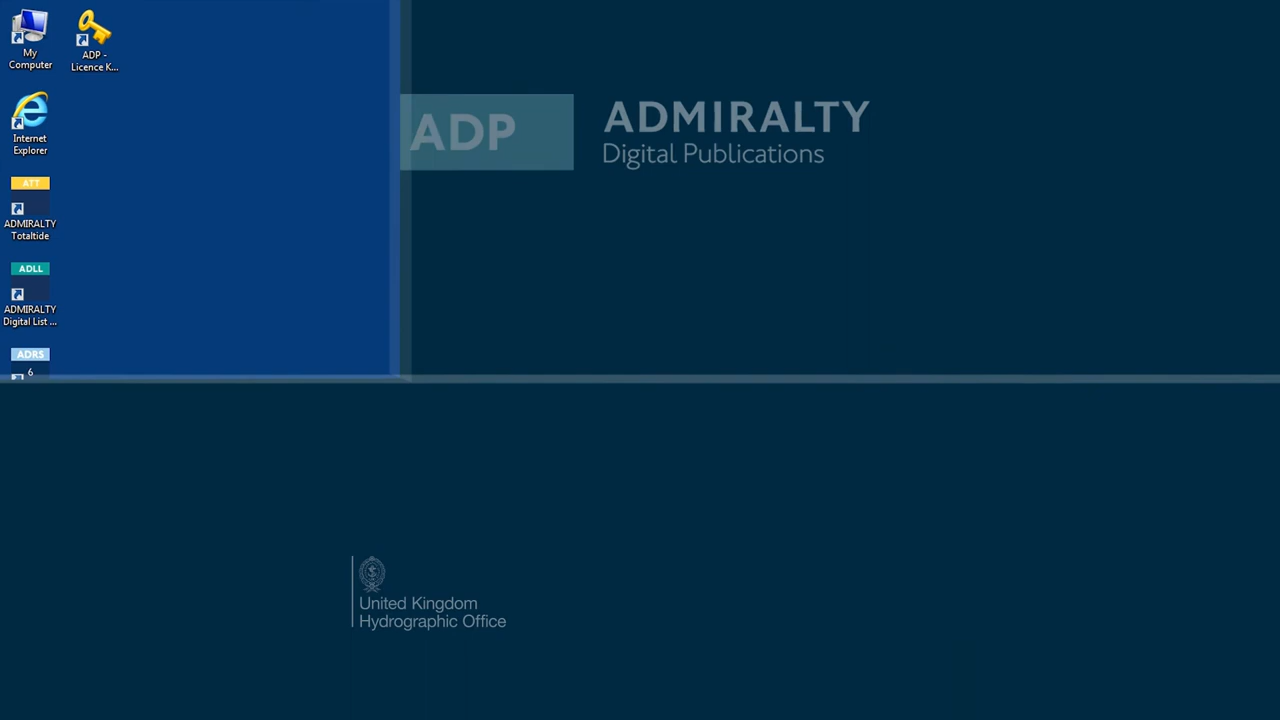 My
Computer
ADP -
Licence K...
Internet
Explorer
ATT
ADMIRALTY
Totaltide
ADLL
ADMIRALTY
Digital List ...
ADRS
6
ADP
ADMIRALTY
Digital Publications
United Kingdom
Hydrographic Office